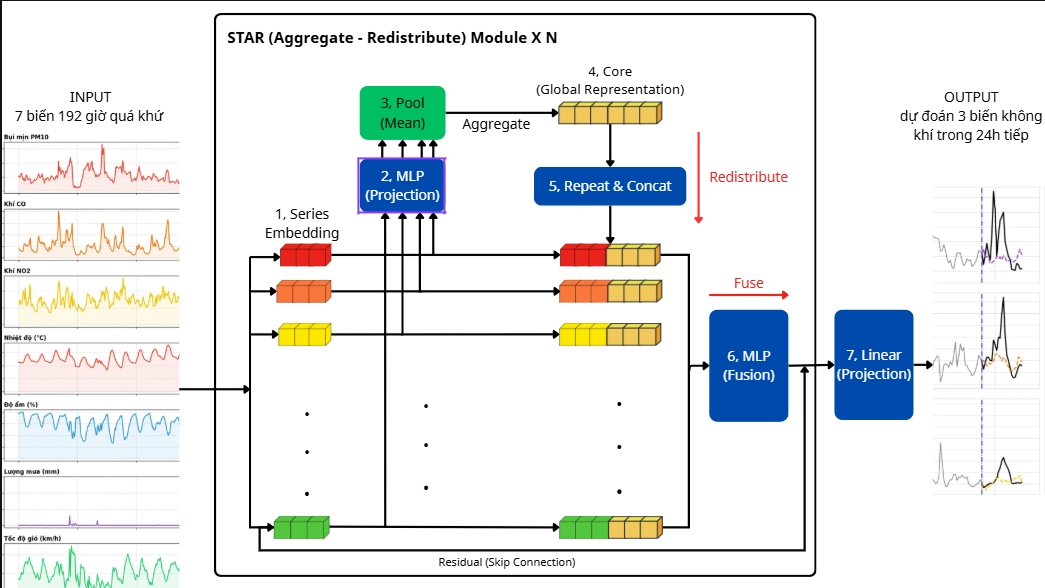 STAR (Aggregate - Redistribute) Module X N
INPUT
7 biến 192 giờ quá khứ
Bụi mịn PM10
Khí CO
Khí NO2
Nhiệt độ (°C)
Độ ẩm (%)
Lượng mua (mm)
Tốc độ gió (km/h)
1, Series
Embedding
2, MLP
(Projection)
3, Pool
(Mean)
Aggregate
4, Core
(Global Representation)
5, Repeat & Concat
Redistribute
Fuse
6, MLP
(Fusion)
7, Linear
(Projection)
Residual (Skip Connection)
OUTPUT
dự đoán 3 biến không
khí trong 24h tiếp